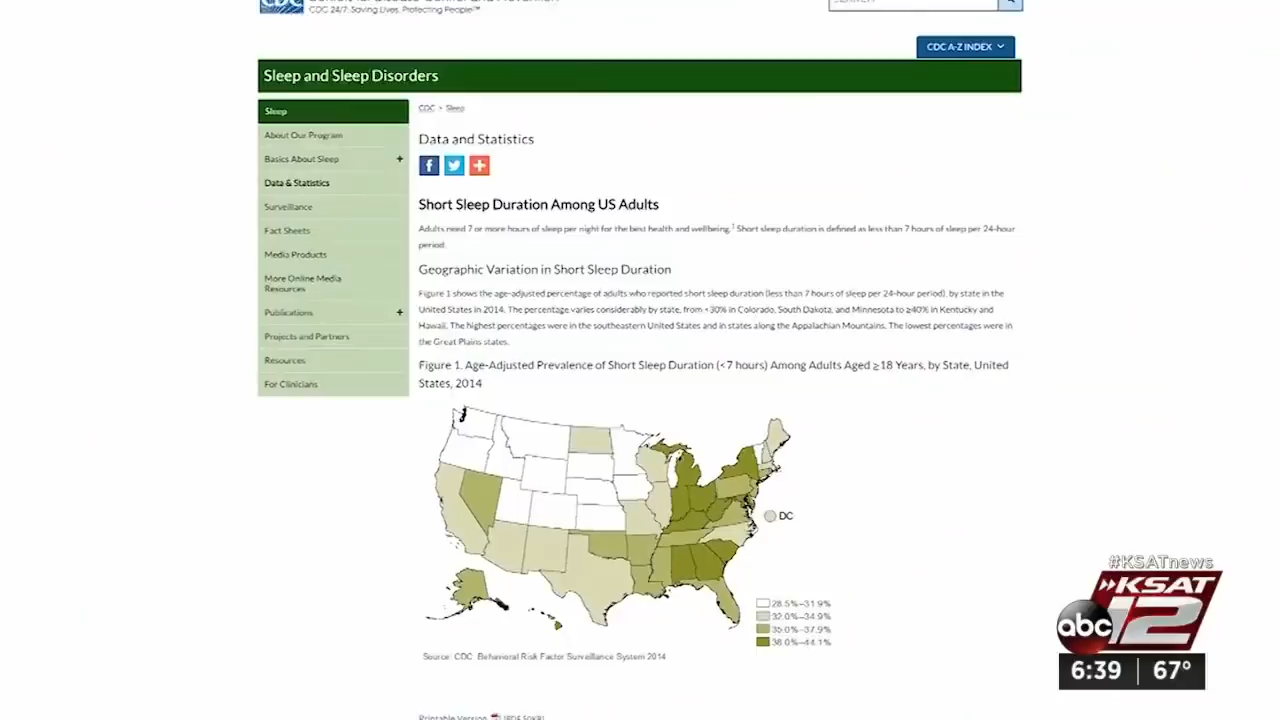 CDC
CDC 24/7: Saving Lives. Protecting People™
CDC A-Z INDEX
Sleep and Sleep Disorders
Sleep
About Our Program
Basics About Sleep +
Data & Statistics
Surveillance
Fact Sheets
Media Products
More Online Media
Resources
Publications +
Projects and Partners
Resources
For Clinicians
CDC > Sleep
Data and Statistics
Short Sleep Duration Among US Adults
Adults need 7 or more hours of sleep per night for the best health and wellbeing.1 Short sleep duration is defined as less than 7 hours of sleep per 24-hour
period.
Geographic Variation in Short Sleep Duration
Figure 1 shows the age-adjusted percentage of adults who reported short sleep duration (less than 7 hours of sleep per 24-hour period), by state in the
United States in 2014. The percentage varies considerably by state, from <30% in Colorado, South Dakota, and Minnesota to ≥40% in Kentucky and
Hawaii. The highest percentages were in the southeastern United States and in states along the Appalachian Mountains. The lowest percentages were in
the Great Plains states.
Figure 1. Age-Adjusted Prevalence of Short Sleep Duration (<7 hours) Among Adults Aged ≥18 Years, by State, United
States, 2014
DC
28.5%-31.9%
32.0%-34.9%
35.0%-37.9%
38.0%-44.1%
Source: CDC Behavioral Risk Factor Surveillance System 2014
Printable Version
#KSATnews
KSAT
abc 12
6:39 67°